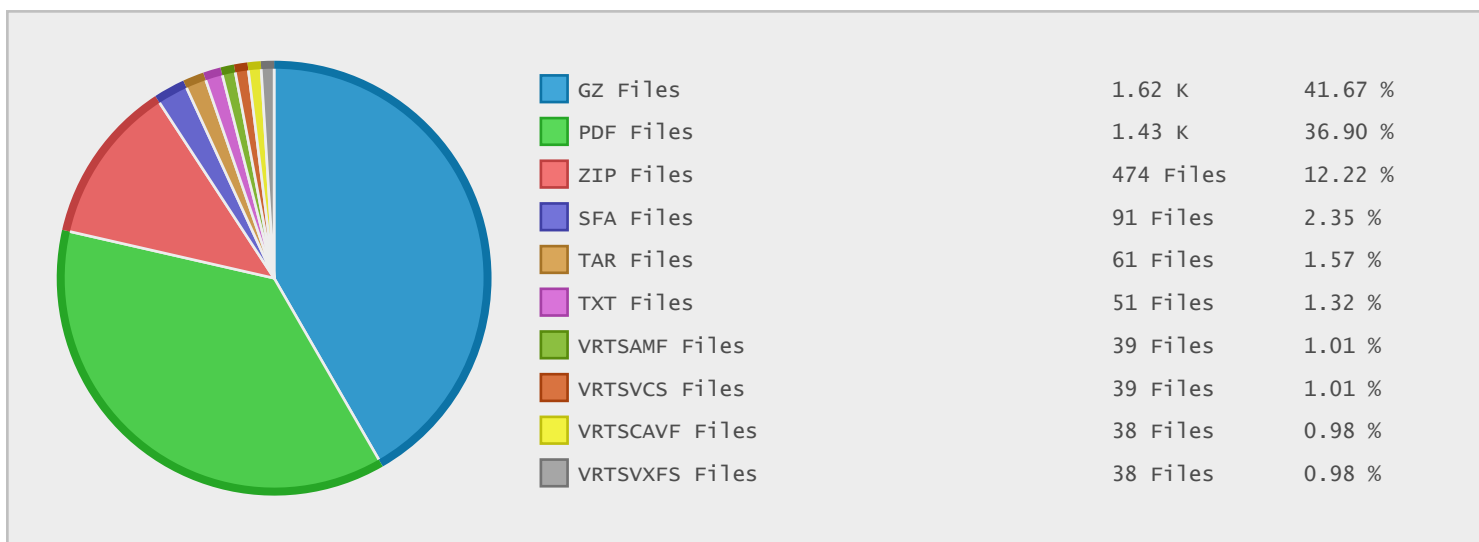 GZ Files 1.62 K 41.67 %
PDF Files 1.43 K 36.90 %
ZIP Files 474 Files 12.22 %
SFA Files 91 Files 2.35 %
TAR Files 61 Files 1.57 %
TXT Files 51 Files 1.32 %
VRTSAMF Files 39 Files 1.01 %
VRTSVCS Files 39 Files 1.01 %
VRTSCAVF Files 38 Files 0.98 %
VRTSVXFS Files 38 Files 0.98 %